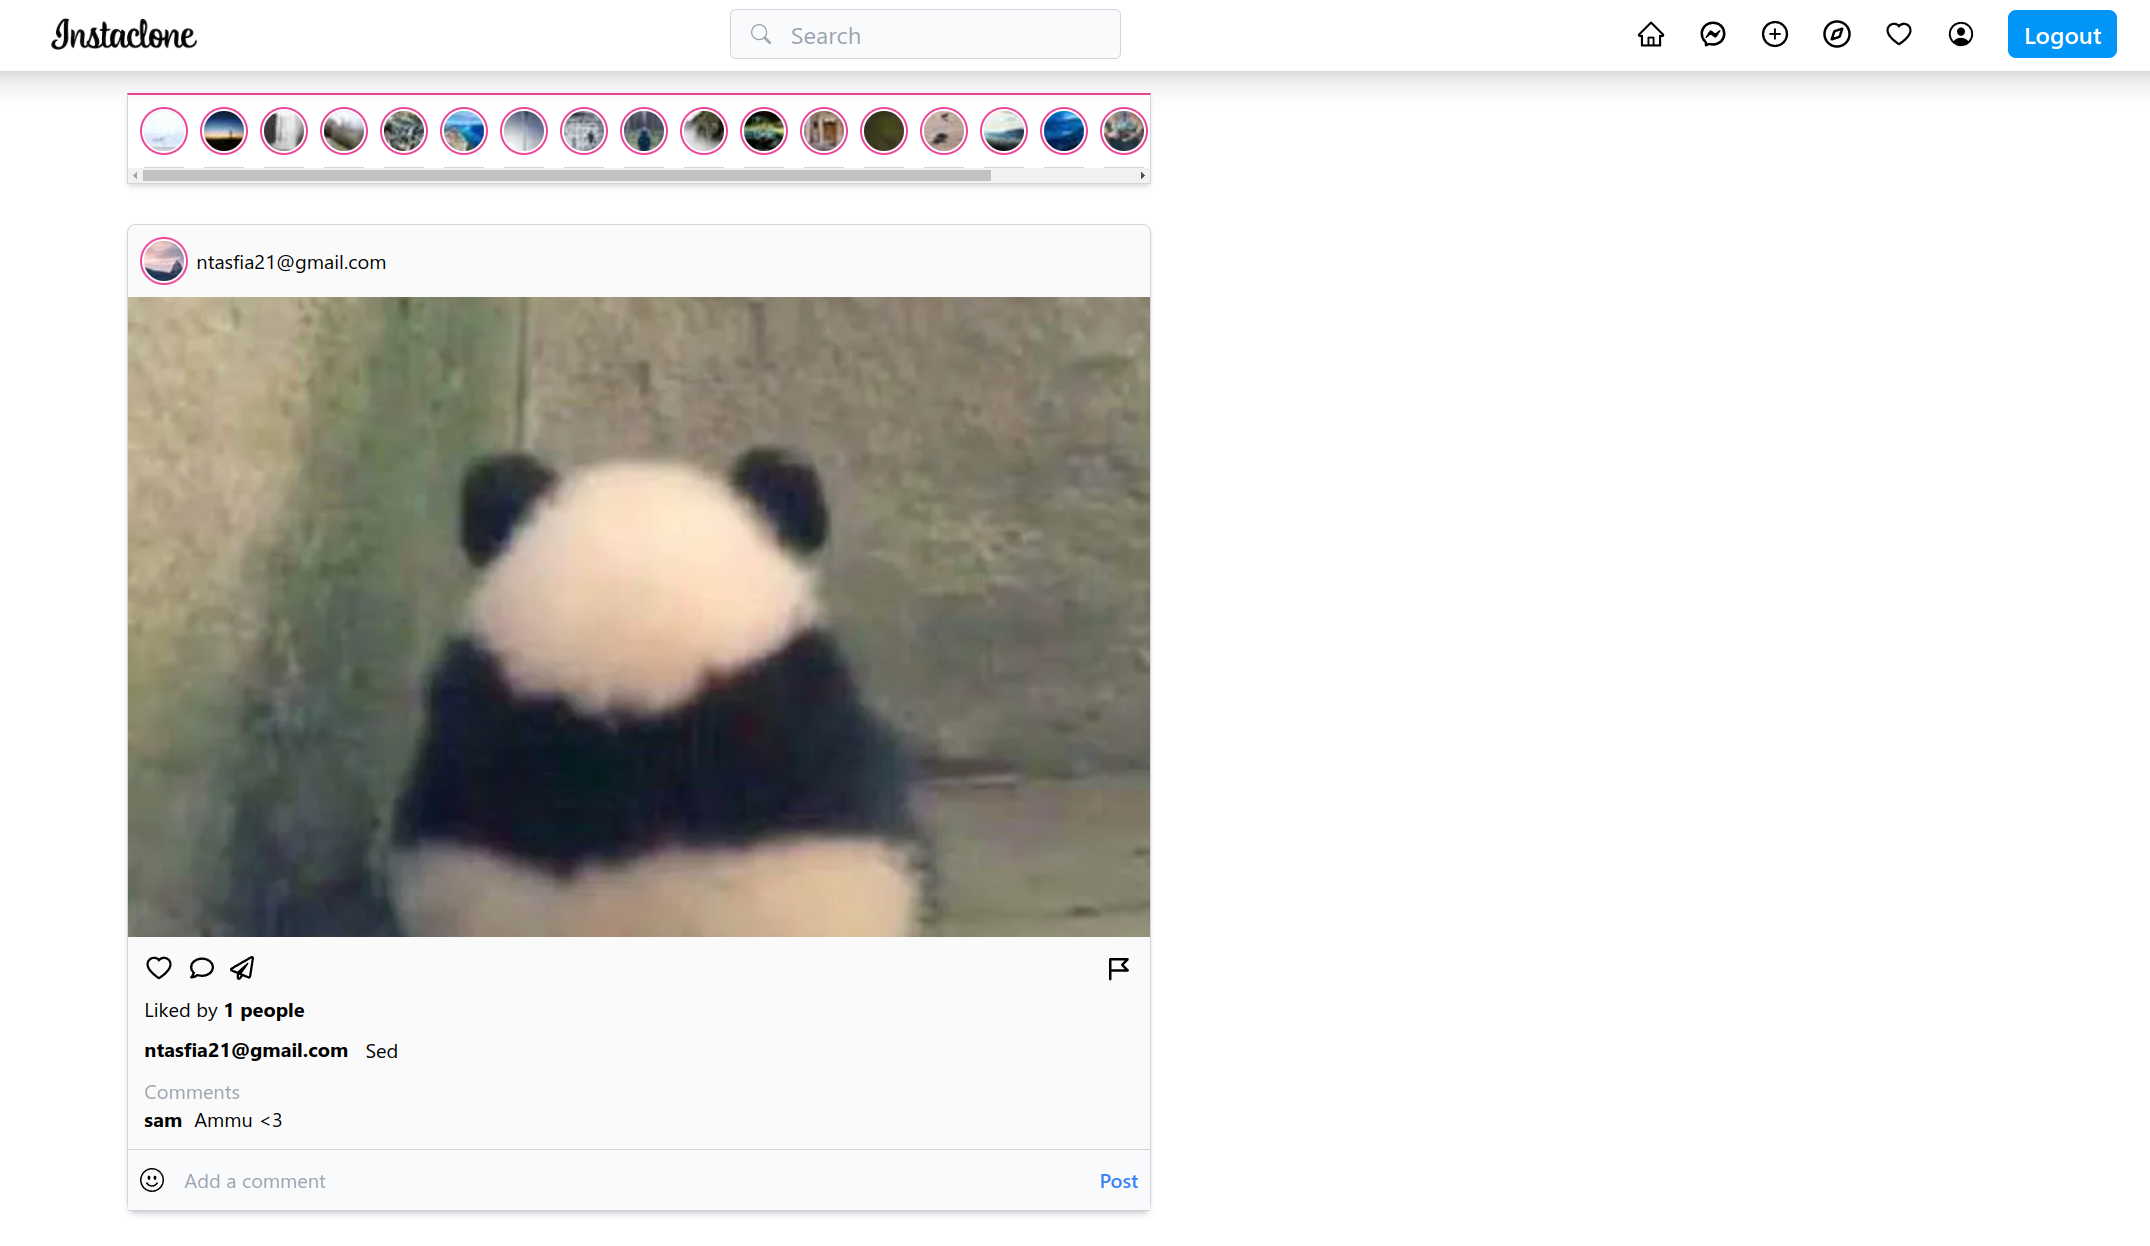 Instaclone
Search
Logout
ntasfia21@gmail.com
Liked by 1 people
ntasfia21@gmail.com Sed
Comments
sam Ammu <3
Add a comment
Post